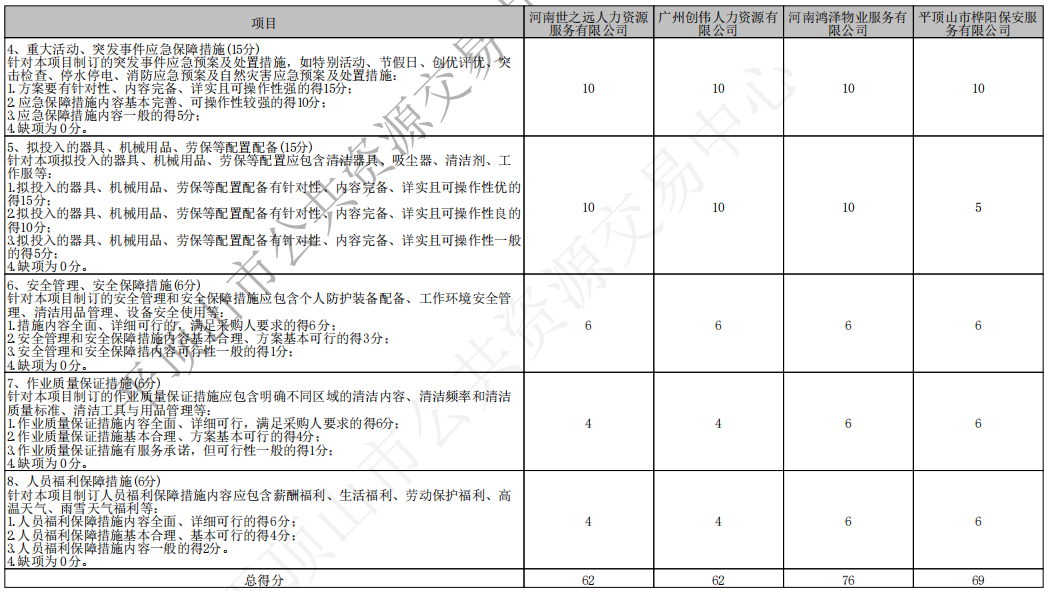 项目
河南世之远人力资源服务有限公司
广州创伟人力资源有限公司
河南鸿泽物业服务有限公司
平顶山市桦阳保安服务有限公司
4、重大活动、突发事件应急保障措施(15分)
针对本项目制订的突发事件应急预案及处置措施，如特别活动、节假日、创优评优、突
击检查、停水停电、消防应急预案及自然灾害应急预案及处置措施：
1.方案要有针对性、内容完备、详实且可操作性强的得15分；
2.应急保障措施内容基本完善、可操作性较强的得10分；
3.应急保障措施内容一般的得5分；
4.缺项为0分。
10
10
10
10
5、拟投入的器具、机械用品、劳保等配置配备(15分)
针对本项拟投入的器具、机械用品、劳保等配置应包含清洁器具、吸尘器、清洁剂、工
作服等：
1.拟投入的器具、机械用品、劳保等配置配备有针对性、内容完备、详实且可操作性优的
得15分；
2.拟投入的器具、机械用品、劳保等配置配备有针对性、内容完备、详实且可操作性良的
得10分；
3.拟投入的器具、机械用品、劳保等配置配备有针对性、内容完备、详实且可操作性一般
的得5分；
4.缺项为0分。
10
10
10
5
6、安全管理、安全保障措施(6分)
针对本项目制订的安全管理和安全保障措施应包含个人防护装备配备、工作环境安全管
理、清洁用品管理、设备安全使用等：
1.措施内容全面、详细可行的，满足采购人要求的得6分；
2.安全管理和安全保障措施内容基本合理、方案基本可行的得3分；
3.安全管理和安全保障措内容可行性一般的得1分；
4.缺项为0分。
6
6
6
6
7、作业质量保证措施(6分)
针对本项目制订的作业质量保证措施应包含明确不同区域的清洁内容、清洁频率和清洁
质量标准、清洁工具与用品管理等：
1.作业质量保证措施内容全面、详细可行，满足采购人要求的得6分；
2.作业质量保证措施基本合理、方案基本可行的得4分；
3.作业质量保证措施有服务承诺，但可行性一般的得1分；
4.缺项为0分。
4
4
6
6
8、人员福利保障措施(6分)
针对本项目制订人员福利保障措施内容应包含薪酬福利、生活福利、劳动保护福利、高
温天气、雨雪天气福利等：
1.人员福利保障措施内容全面、详细可行的得6分；
2.人员福利保障措施基本合理、基本可行的得4分；
3.人员福利保障措施内容一般的得2分。
4.缺项为0分。
4
4
6
6
总得分
62
62
76
69
平顶山市公共资源交易中心
平顶山市公共资源交易中心